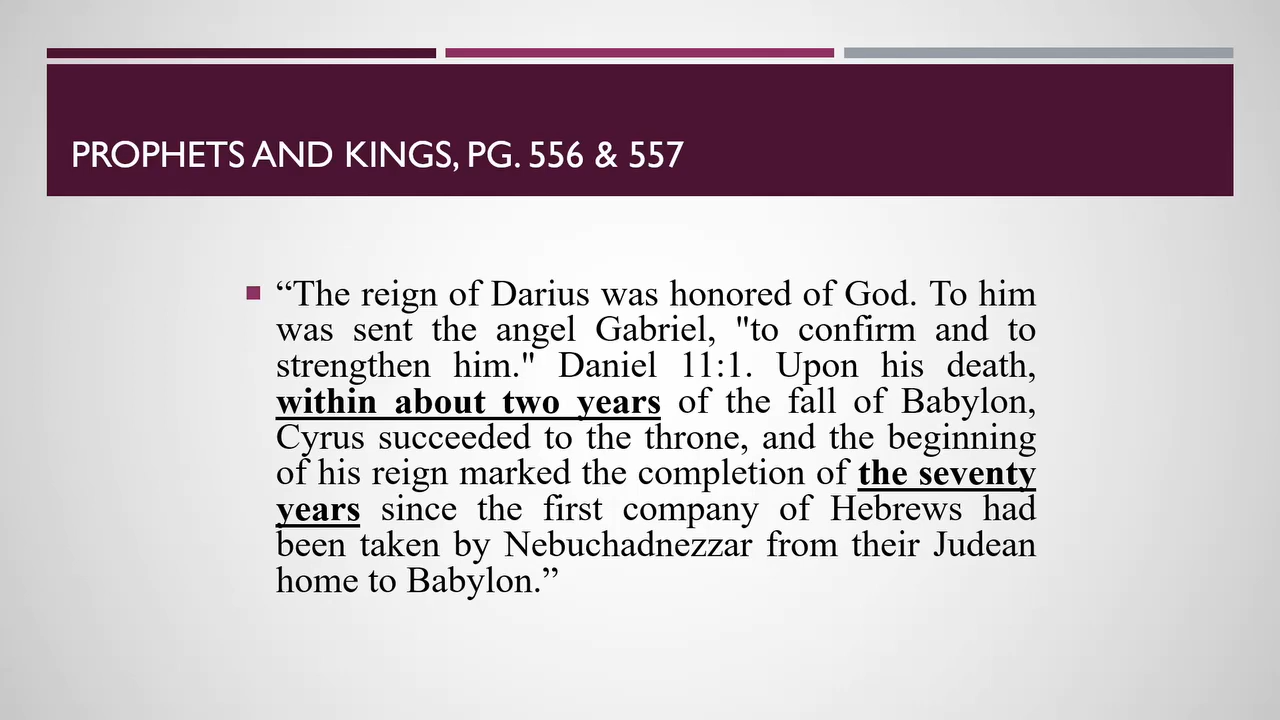 PROPHETS AND KINGS, PG. 556 & 557
“The reign of Darius was honored of God. To him
was sent the angel Gabriel, "to confirm and to
strengthen him." Daniel 11:1. Upon his death,
within about two years of the fall of Babylon,
Cyrus succeeded to the throne, and the beginning
of his reign marked the completion of the seventy
years since the first company of Hebrews had
been taken by Nebuchadnezzar from their Judean
home to Babylon.”